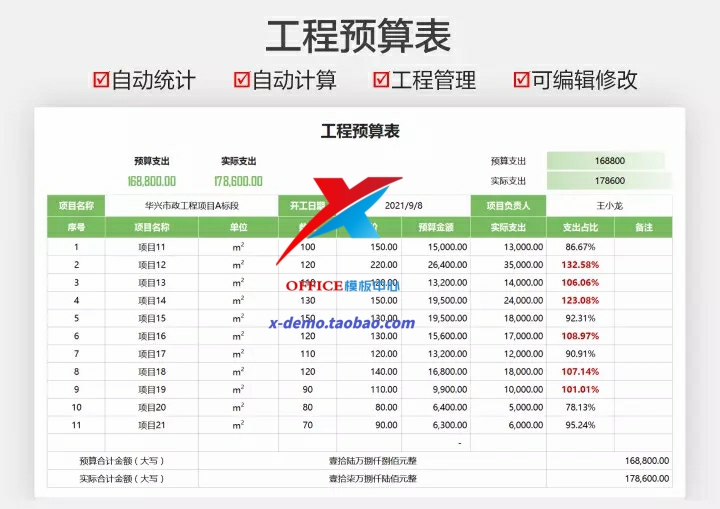 工程预算表
自动统计 自动计算 工程管理 可编辑修改
工程预算表
预算支出 实际支出 预算支出 168800
168,800.00 178,600.00 实际支出 178600
项目名称 华兴市政工程项目A标段 开工日期 2021/9/8 项目负责人 王小龙
序号 项目名称 单位 预算金额 实际支出 支出占比 备注
1 项目11 m² 100 150.00 15,000.00 13,000.00 86.67%
2 项目12 m² 120 220.00 26,400.00 35,000.00 132.58%
3 项目13 m² 13,200.00 14,000.00 106.06%
OFFICE模板中心
4 项目14 m² 130 150.00 19,500.00 24,000.00 123.08%
5 项目15 m² 150 130.00 19,500.00 18,000.00 92.31%
x-demo.taobao.com
6 项目16 m² 120 130.00 15,600.00 17,000.00 108.97%
7 项目17 m² 110 120.00 13,200.00 12,000.00 90.91%
8 项目18 m² 120 140.00 16,800.00 18,000.00 107.14%
9 项目19 m² 90 110.00 9,900.00 10,000.00 101.01%
10 项目20 m² 80 80.00 6,400.00 5,000.00 78.13%
11 项目21 m² 70 90.00 6,300.00 6,000.00 95.24%
-
预算合计金额（大写） 壹拾陆万捌仟捌佰元整 168,800.00
实际合计金额（大写） 壹拾柒万捌仟陆佰元整 178,600.00